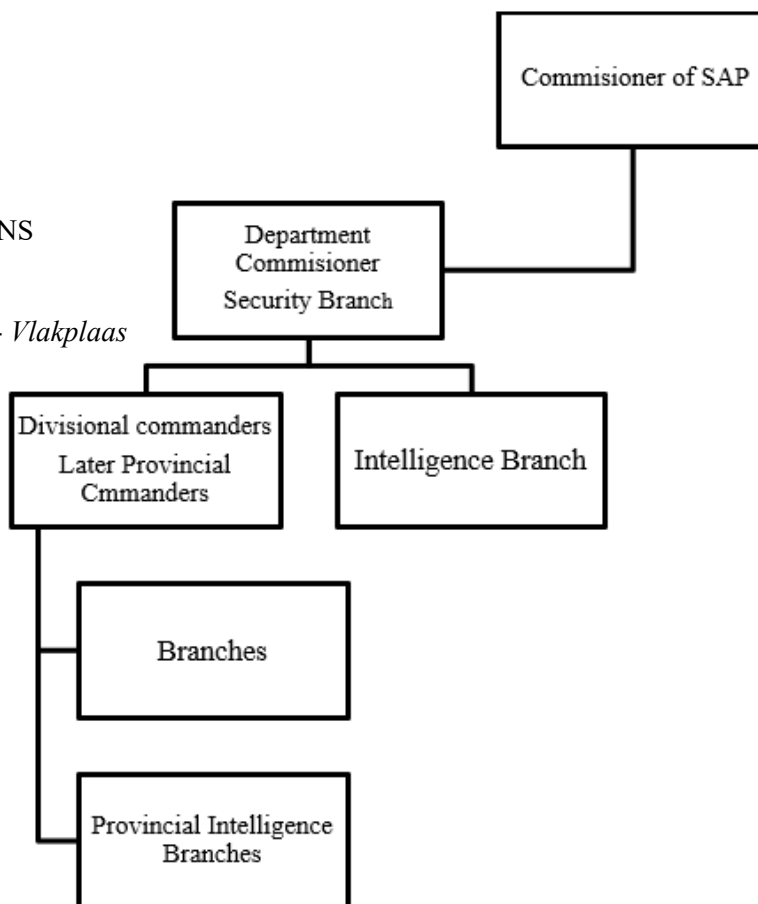 Commisioner of SAP
NS
Department
Commisioner
Security Branch
- Vlakplaas
Divisional commanders
Later Provincial
Cmmanders
Intelligence Branch
Branches
Provincial Intelligence
Branches